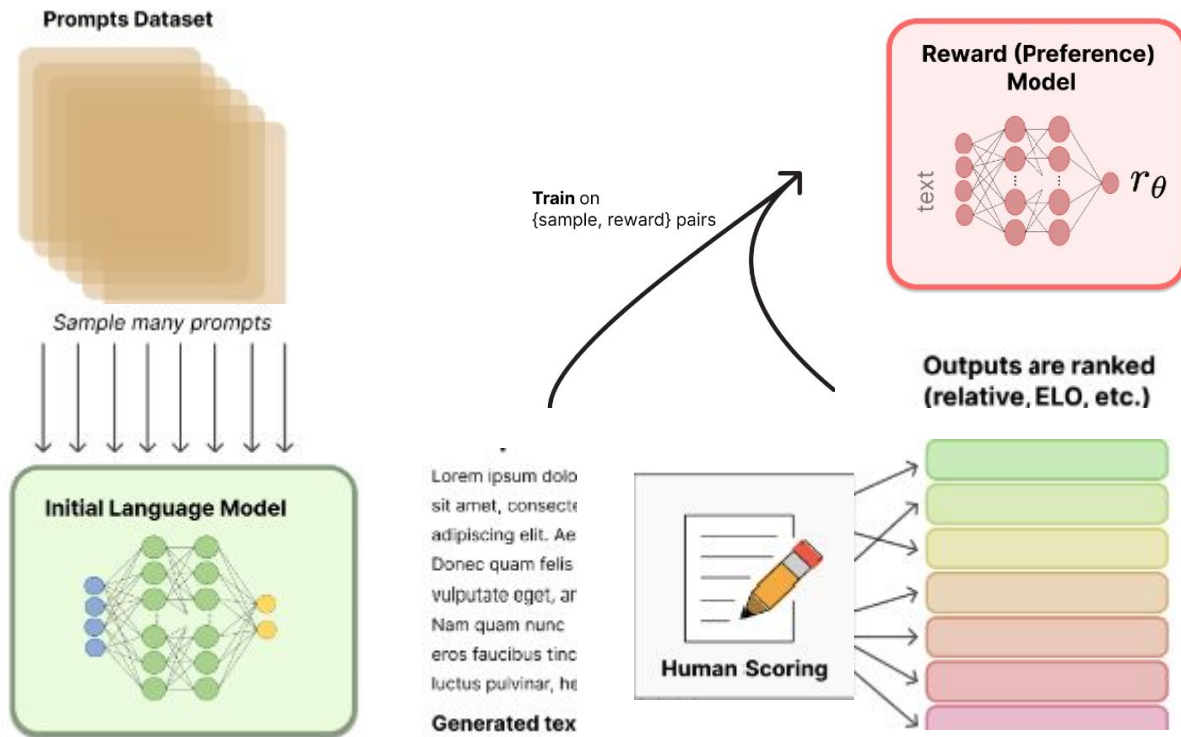 Prompts Dataset
Sample many prompts
Initial Language Model
Train on
{sample, reward} pairs
Reward (Preference)
Model
text
rθ
Lorem ipsum dolo
sit amet, consecte
adipiscing elit. Ae
Donec quam felis
vulputate eget, ar
Nam quam nunc
eros faucibus tinc
luctus pulvinar, he
Generated tex
Human Scoring
Outputs are ranked
(relative, ELO, etc.)